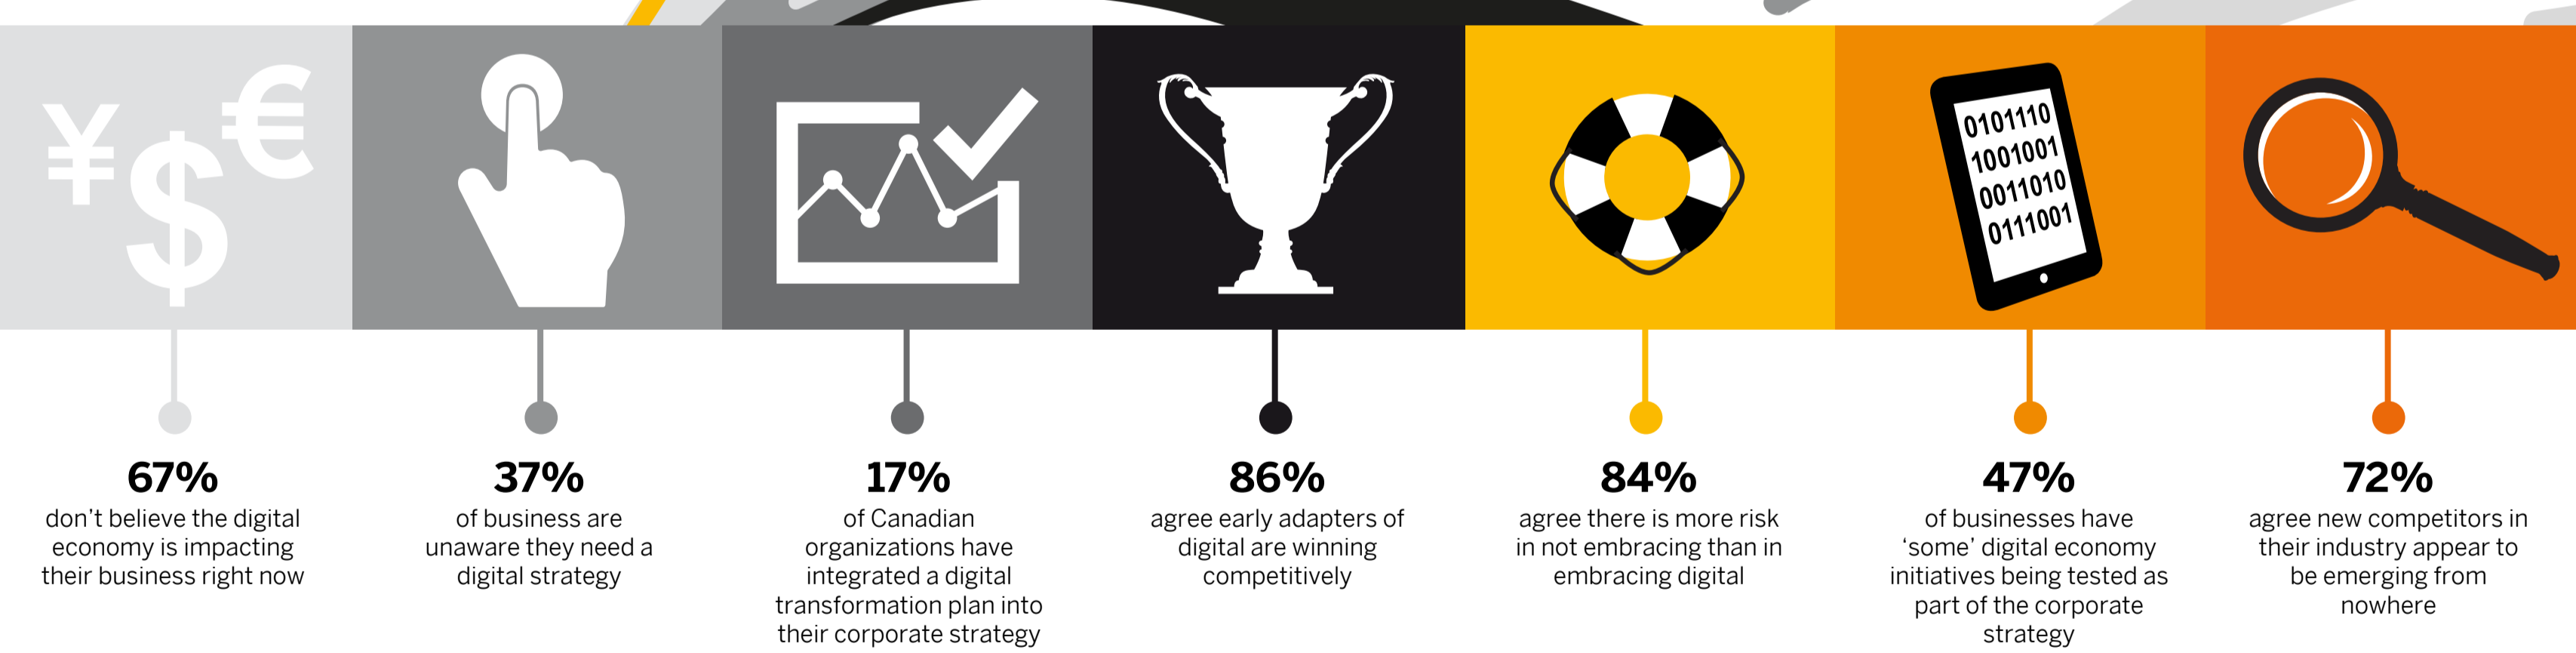 ¥
$
€
0101110
1001001
0011010
0111001
67%
don’t believe the digital
economy is impacting
their business right now
37%
of business are
unaware they need a
digital strategy
17%
of Canadian
organizations have
integrated a digital
transformation plan into
their corporate strategy
86%
agree early adapters of
digital are winning
competitively
84%
agree there is more risk
in not embracing than in
embracing digital
47%
of businesses have
‘some’ digital economy
initiatives being tested as
part of the corporate
strategy
72%
agree new competitors in
their industry appear to
be emerging from
nowhere